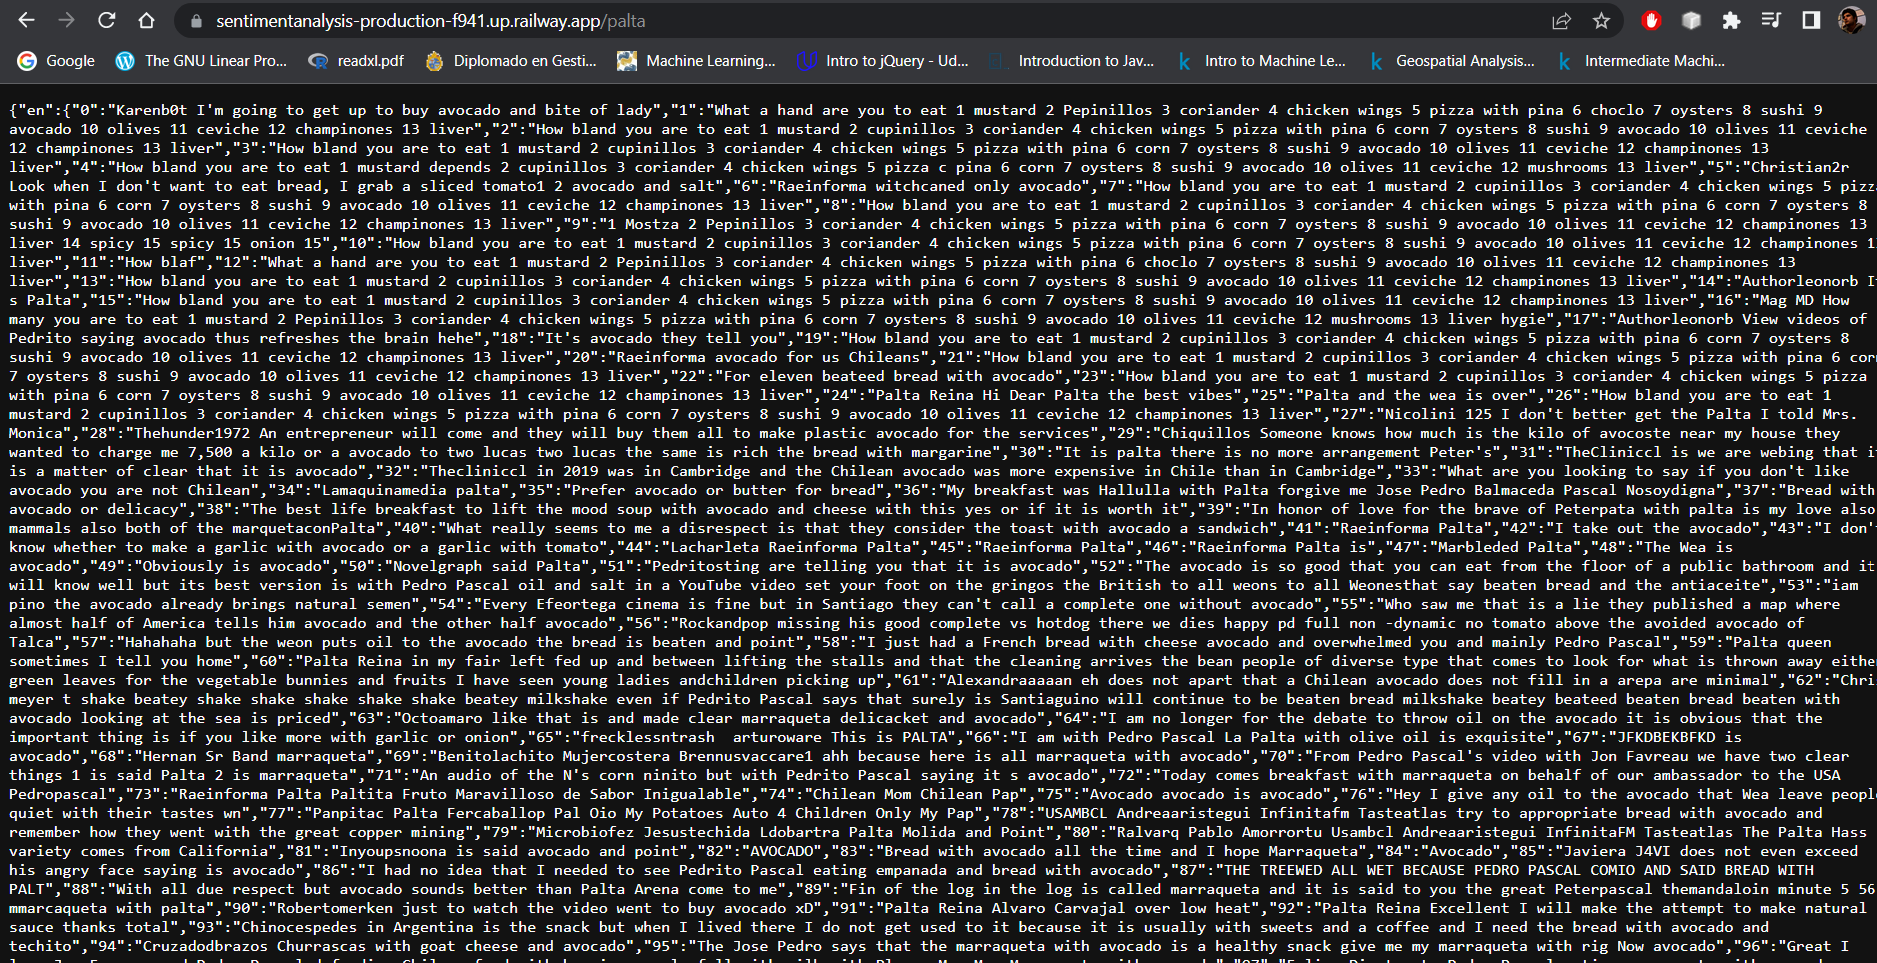 sentimentanalysis-production-f941.up.railway.app/palta
Google The GNU Linear Pro... readxl.pdf Diplomado en Gesti... Machine Learning... Intro to jQuery - Ud... Introduction to Jav... Intro to Machine Le... Geospatial Analysis... Intermediate Machi...
{"en":{"0":"Karenb0t I'm going to get up to buy avocado and bite of lady","1":"What a hand are you to eat 1 mustard 2 Pepinillos 3 coriander 4 chicken wings 5 pizza with pina 6 choclo 7 oysters 8 sushi 9
avocado 10 olives 11 ceviche 12 champinones 13 liver","2":"How bland you are to eat 1 mustard 2 cupinillos 3 coriander 4 chicken wings 5 pizza with pina 6 corn 7 oysters 8 sushi 9 avocado 10 olives 11 ceviche
12 champinones 13 liver","3":"How bland you are to eat 1 mustard 2 cupinillos 3 coriander 4 chicken wings 5 pizza with pina 6 corn 7 oysters 8 sushi 9 avocado 10 olives 11 ceviche 12 champinones 13
liver","4":"How bland you are to eat 1 mustard depends 2 cupinillos 3 coriander 4 chicken wings 5 pizza c pina 6 corn 7 oysters 8 sushi 9 avocado 10 olives 11 ceviche 12 mushrooms 13 liver","5":"Christian2r
Look when I don't want to eat bread, I grab a sliced tomato1 2 avocado and salt","6":"Raeinforma witchcaned only avocado","7":"How bland you are to eat 1 mustard 2 cupinillos 3 coriander 4 chicken wings 5 pizz
with pina 6 corn 7 oysters 8 sushi 9 avocado 10 olives 11 ceviche 12 champinones 13 liver","8":"How bland you are to eat 1 mustard 2 cupinillos 3 coriander 4 chicken wings 5 pizza with pina 6 corn 7 oysters 8
sushi 9 avocado 10 olives 11 ceviche 12 champinones 13 liver","9":"1 Mostza 2 Pepinillos 3 coriander 4 chicken wings 5 pizza with pina 6 corn 7 oysters 8 sushi 9 avocado 10 olives 11 ceviche 12 champinones 13
liver 14 spicy 15 spicy 15 onion 15","10":"How bland you are to eat 1 mustard 2 cupinillos 3 coriander 4 chicken wings 5 pizza with pina 6 corn 7 oysters 8 sushi 9 avocado 10 olives 11 ceviche 12 champinones 1
liver","11":"How blaf","12":"What a hand are you to eat 1 mustard 2 Pepinillos 3 coriander 4 chicken wings 5 pizza with pina 6 choclo 7 oysters 8 sushi 9 avocado 10 olives 11 ceviche 12 champinones 13
liver","13":"How bland you are to eat 1 mustard 2 cupinillos 3 coriander 4 chicken wings 5 pizza with pina 6 corn 7 oysters 8 sushi 9 avocado 10 olives 11 ceviche 12 champinones 13 liver","14":"Authorleonorb I
s Palta","15":"How bland you are to eat 1 mustard 2 cupinillos 3 coriander 4 chicken wings 5 pizza with pina 6 corn 7 oysters 8 sushi 9 avocado 10 olives 11 ceviche 12 champinones 13 liver","16":"Mag MD How
many you are to eat 1 mustard 2 Pepinillos 3 coriander 4 chicken wings 5 pizza with pina 6 corn 7 oysters 8 sushi 9 avocado 10 olives 11 ceviche 12 mushrooms 13 liver hygie","17":"Authorleonorb View videos of
Pedrito saying avocado thus refreshes the brain hehe","18":"It's avocado they tell you","19":"How bland you are to eat 1 mustard 2 cupinillos 3 coriander 4 chicken wings 5 pizza with pina 6 corn 7 oysters 8
sushi 9 avocado 10 olives 11 ceviche 12 champinones 13 liver","20":"Raeinforma avocado for us Chileans","21":"How bland you are to eat 1 mustard 2 cupinillos 3 coriander 4 chicken wings 5 pizza with pina 6 cor
7 oysters 8 sushi 9 avocado 10 olives 11 ceviche 12 champinones 13 liver","22":"For eleven beateed bread with avocado","23":"How bland you are to eat 1 mustard 2 cupinillos 3 coriander 4 chicken wings 5 pizza
with pina 6 corn 7 oysters 8 sushi 9 avocado 10 olives 11 ceviche 12 champinones 13 liver","24":"Palta Reina Hi Dear Palta the best vibes","25":"Palta and the wea is over","26":"How bland you are to eat 1
mustard 2 cupinillos 3 coriander 4 chicken wings 5 pizza with pina 6 corn 7 oysters 8 sushi 9 avocado 10 olives 11 ceviche 12 champinones 13 liver","27":"Nicolini 125 I don't better get the Palta I told Mrs.
Monica","28":"Thehunder1972 An entrepreneur will come and they will buy them all to make plastic avocado for the services","29":"Chiquillos Someone knows how much is the kilo of avocoste near my house they
wanted to charge me 7,500 a kilo or a avocado to two lucas two lucas the same is rich the bread with margarine","30":"It is palta there is no more arrangement Peter's","31":"TheCliniccl is we are webing that i
is a matter of clear that it is avocado","32":"Thecliniccl in 2019 was in Cambridge and the Chilean avocado was more expensive in Chile than in Cambridge","33":"What are you looking to say if you don't like
avocado you are not Chilean","34":"Lamaquinamedia palta","35":"Prefer avocado or butter for bread","36":"My breakfast was Hallulla with Palta forgive me Jose Pedro Balmaceda Pascal Nosoydigna","37":"Bread with
avocado or delicacy","38":"The best life breakfast to lift the mood soup with avocado and cheese with this yes or if it is worth it","39":"In honor of love for the brave of Peterpata with palta is my love also
mammals also both of the marquetaconPalta","40":"What really seems to me a disrespect is that they consider the toast with avocado a sandwich","41":"Raeinforma Palta","42":"I take out the avocado","43":"I don'
know whether to make a garlic with avocado or a garlic with tomato","44":"Lacharleta Raeinforma Palta","45":"Raeinforma Palta","46":"Raeinforma Palta is","47":"Marbleded Palta","48":"The Wea is
avocado","49":"Obviously is avocado","50":"Novelgraph said Palta","51":"Pedritosting are telling you that it is avocado","52":"The avocado is so good that you can eat from the floor of a public bathroom and it
will know well but its best version is with Pedro Pascal oil and salt in a YouTube video set your foot on the gringos the British to all weons to all Weonesthat say beaten bread and the antiaceite","53":"iam
pino the avocado already brings natural semen","54":"Every Efeortega cinema is fine but in Santiago they can't call a complete one without avocado","55":"Who saw me that is a lie they published a map where
almost half of America tells him avocado and the other half avocado","56":"Rockandpop missing his good complete vs hotdog there we dies happy pd full non -dynamic no tomato above the avoided avocado of
Talca","57":"Hahahaha but the weon puts oil to the avocado the bread is beaten and point","58":"I just had a French bread with cheese avocado and overwhelmed you and mainly Pedro Pascal","59":"Palta queen
sometimes I tell you home","60":"Palta Reina in my fair left fed up and between lifting the stalls and that the cleaning arrives the bean people of diverse type that comes to look for what is thrown away eithe
green leaves for the vegetable bunnies and fruits I have seen young ladies andchildren picking up","61":"Alexandraaaaan eh does not apart that a Chilean avocado does not fill in a arepa are minimal","62":"Chri
meyer t shake beatey shake shake shake shake shake beatey milkshake even if Pedrito Pascal says that surely is Santiaguino will continue to be beaten bread milkshake beatey beateed beaten bread beaten with
avocado looking at the sea is priced","63":"Octoamaro like that is and made clear marraqueta delicacket and avocado","64":"I am no longer for the debate to throw oil on the avocado it is obvious that the
important thing is if you like more with garlic or onion","65":"frecklessntrash  arturoware This is PALTA","66":"I am with Pedro Pascal La Palta with olive oil is exquisite","67":"JFKDBEKBFKD is
avocado","68":"Hernan Sr Band marraqueta","69":"Benitolachito Mujercostera Brennusvaccare1 ahh because here is all marraqueta with avocado","70":"From Pedro Pascal's video with Jon Favreau we have two clear
things 1 is said Palta 2 is marraqueta","71":"An audio of the N's corn ninito but with Pedrito Pascal saying it s avocado","72":"Today comes breakfast with marraqueta on behalf of our ambassador to the USA
Pedropascal","73":"Raeinforma Palta Paltita Fruto Maravilloso de Sabor Inigualable","74":"Chilean Mom Chilean Pap","75":"Avocado avocado is avocado","76":"Hey I give any oil to the avocado that Wea leave peopl
quiet with their tastes wn","77":"Panpitac Palta Fercaballop Pal Oio My Potatoes Auto 4 Children Only My Pap","78":"USAMBCL Andreaaristegui Infinitafm Tasteatlas try to appropriate bread with avocado and
remember how they went with the great copper mining","79":"Microbiofez Jesustechida Ldobartra Palta Molida and Point","80":"Ralvarq Pablo Amorrortu Usambcl Andreaaristegui InfinitaFM Tasteatlas The Palta Hass
variety comes from California","81":"Inyoupsnoona is said avocado and point","82":"AVOCADO","83":"Bread with avocado all the time and I hope Marraqueta","84":"Avocado","85":"Javiera J4VI does not even exceed
his angry face saying is avocado","86":"I had no idea that I needed to see Pedrito Pascal eating empanada and bread with avocado","87":"THE TREEWED ALL WET BECAUSE PEDRO PASCAL COMIO AND SAID BREAD WITH
PALT","88":"With all due respect but avocado sounds better than Palta Arena come to me","89":"Fin of the log in the log is called marraqueta and it is said to you the great Peterpascal themandaloin minute 5 56
mmarcaqueta with palta","90":"Robertomerken just to watch the video went to buy avocado xD","91":"Palta Reina Alvaro Carvajal over low heat","92":"Palta Reina Excellent I will make the attempt to make natural
sauce thanks total","93":"Chinocespedes in Argentina is the snack but when I lived there I do not get used to it because it is usually with sweets and a coffee and I need the bread with avocado and
techito","94":"Cruzadodbrazos Churrascas with goat cheese and avocado","95":"The Jose Pedro says that the marraqueta with avocado is a healthy snack give me my marraqueta with rig Now avocado","96":"Great I